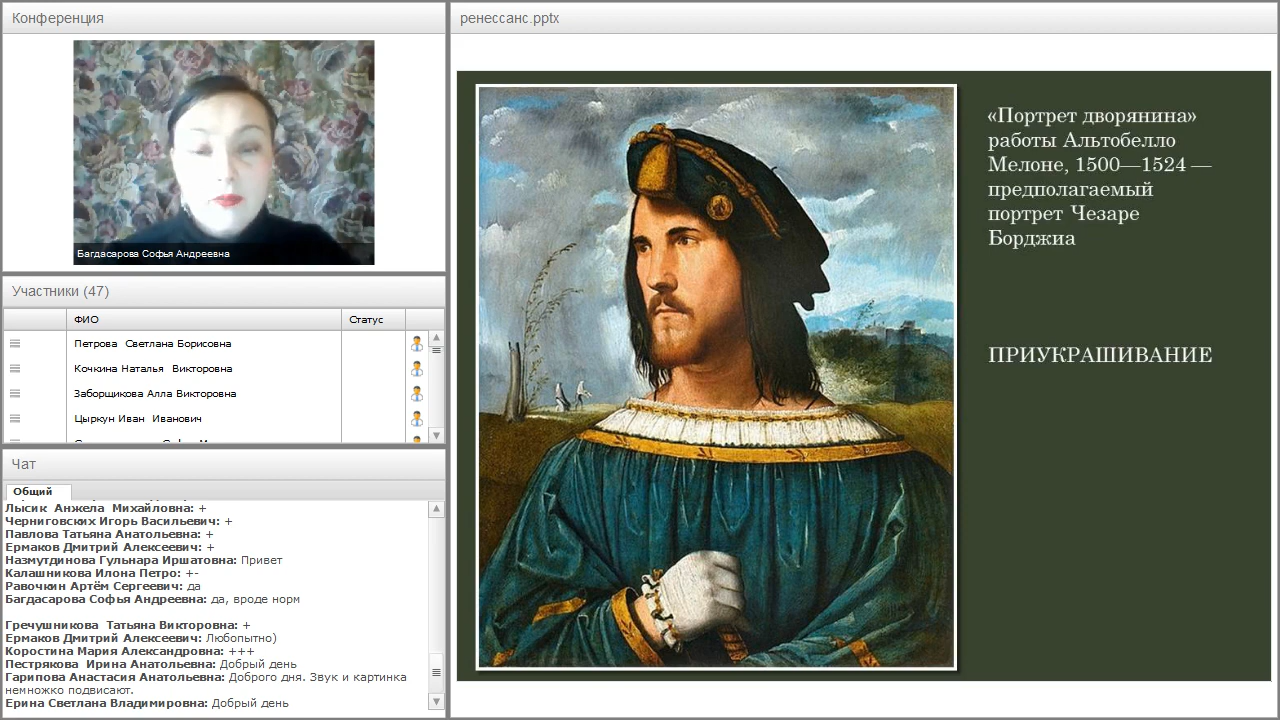 Конференция
Багдасарова Софья Андреевна
Участники (47)
ФИО
Статус
Петрова Светлана Борисовна
Кочкина Наталья Викторовна
Заборщикова Алла Викторовна
Цыркун Иван Иванович
Чат
Общий
Лысик Анжела Михайловна: +
Черниговских Игорь Васильевич: +
Павлова Татьяна Анатольевна: +
Ермаков Дмитрий Алексеевич: +
Назмутдинова Гульнара Иршатовна: Привет
Калашникова Илона Петро: +-
Равочкин Артём Сергеевич: да
Багдасарова Софья Андреевна: да, вроде норм
Гречушникова Татьяна Викторовна: +
Ермаков Дмитрий Алексеевич: Любопытно)
Коростина Мария Александровна: +++
Пестрякова Ирина Анатольевна: Добрый день
Гарипова Анастасия Анатольевна: Доброго дня. Звук и картинка
немножко подвисают.
Ерина Светлана Владимировна: Добрый день
ренессанс.pptx
«Портрет дворянина»
работы Альтобелло
Мелоне, 1500—1524 —
предполагаемый
портрет Чезаре
Борджиа
ПРИУКРАШИВАНИЕ